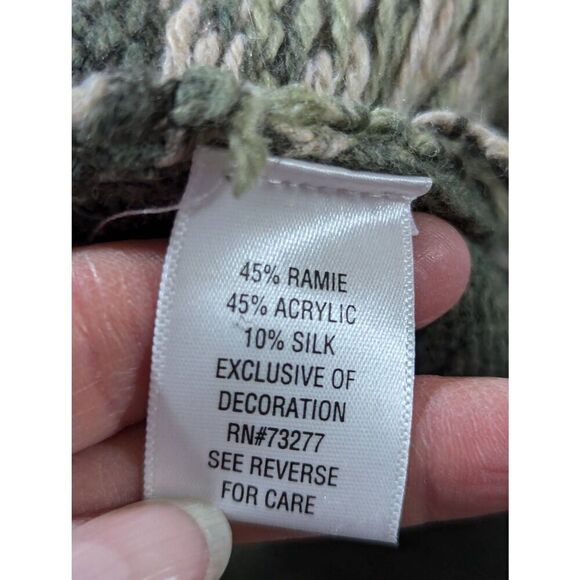 45% RAMIE
45% ACRYLIC
10% SILK
EXCLUSIVE OF
DECORATION
RN#73277
SEE REVERSE
FOR CARE